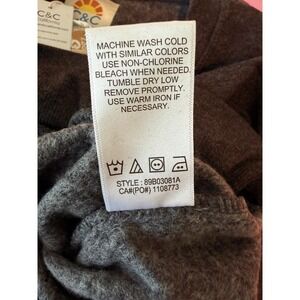 C&C
C&C
california
MACHINE WASH COLD
WITH SIMILAR COLORS
USE NON-CHLORINE
BLEACH WHEN NEEDED.
TUMBLE DRY LOW
REMOVE PROMPTLY.
USE WARM IRON IF
NECESSARY.
STYLE : 89B03081A
CA#(PO#) 1108773